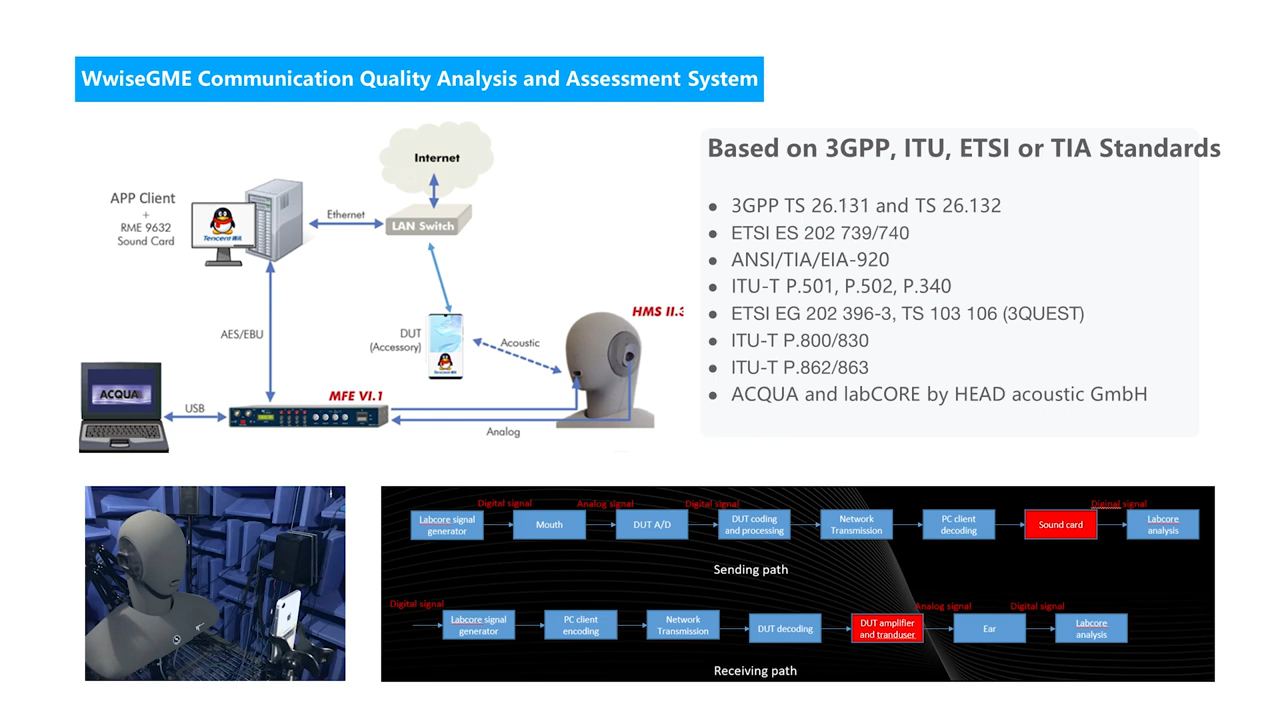 WwiseGME Communication Quality Analysis and Assessment System
Internet
APP Client
+
RME 9632
Sound Card
Tencent 腾讯
Ethernet
LAN Switch
AES/EBU
DUT
(Accessory)
Tencent 腾讯
Acoustic
HMS II.3
ACQUA
USB
MFE VI.1
Analog
Based on 3GPP, ITU, ETSI or TIA Standards
● 3GPP TS 26.131 and TS 26.132
● ETSI ES 202 739/740
● ANSI/TIA/EIA-920
● ITU-T P.501, P.502, P.340
● ETSI EG 202 396-3, TS 103 106 (3QUEST)
● ITU-T P.800/830
● ITU-T P.862/863
● ACQUA and labCORE by HEAD acoustic GmbH
Digital signal
Analog signal
Digital signal
Diginal signal
Labcore signal
generator
Mouth
DUT A/D
DUT coding
and processing
Network
Transmission
PC client
decoding
Sound card
Labcore
analysis
Sending path
Digital signal
Analog signal
Digital signal
Labcore signal
generator
PC client
encoding
Network
Transmission
DUT decoding
DUT amplifier
and tranduser
Ear
Labcore
analysis
Receiving path